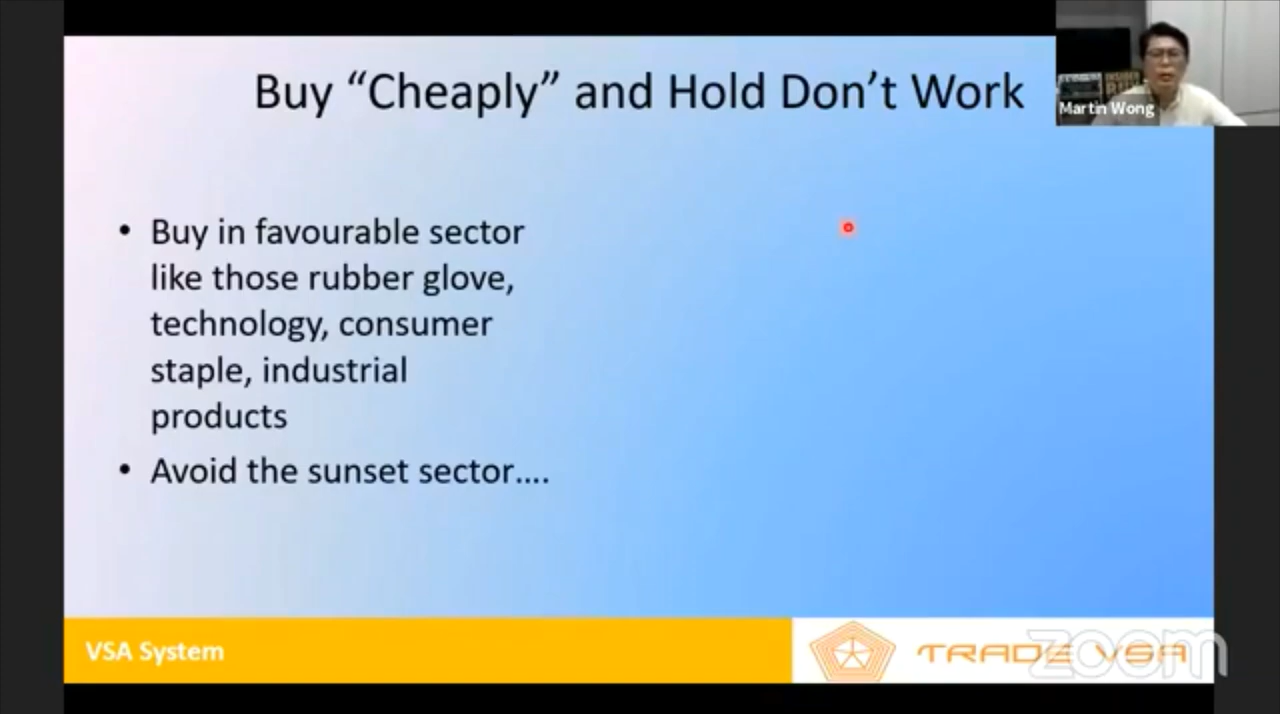 Buy “Cheaply” and Hold Don’t Work
Martin Wong
• Buy in favourable sector
like those rubber glove,
technology, consumer
staple, industrial
products
• Avoid the sunset sector....
VSA System
TRADE VSA
zoom